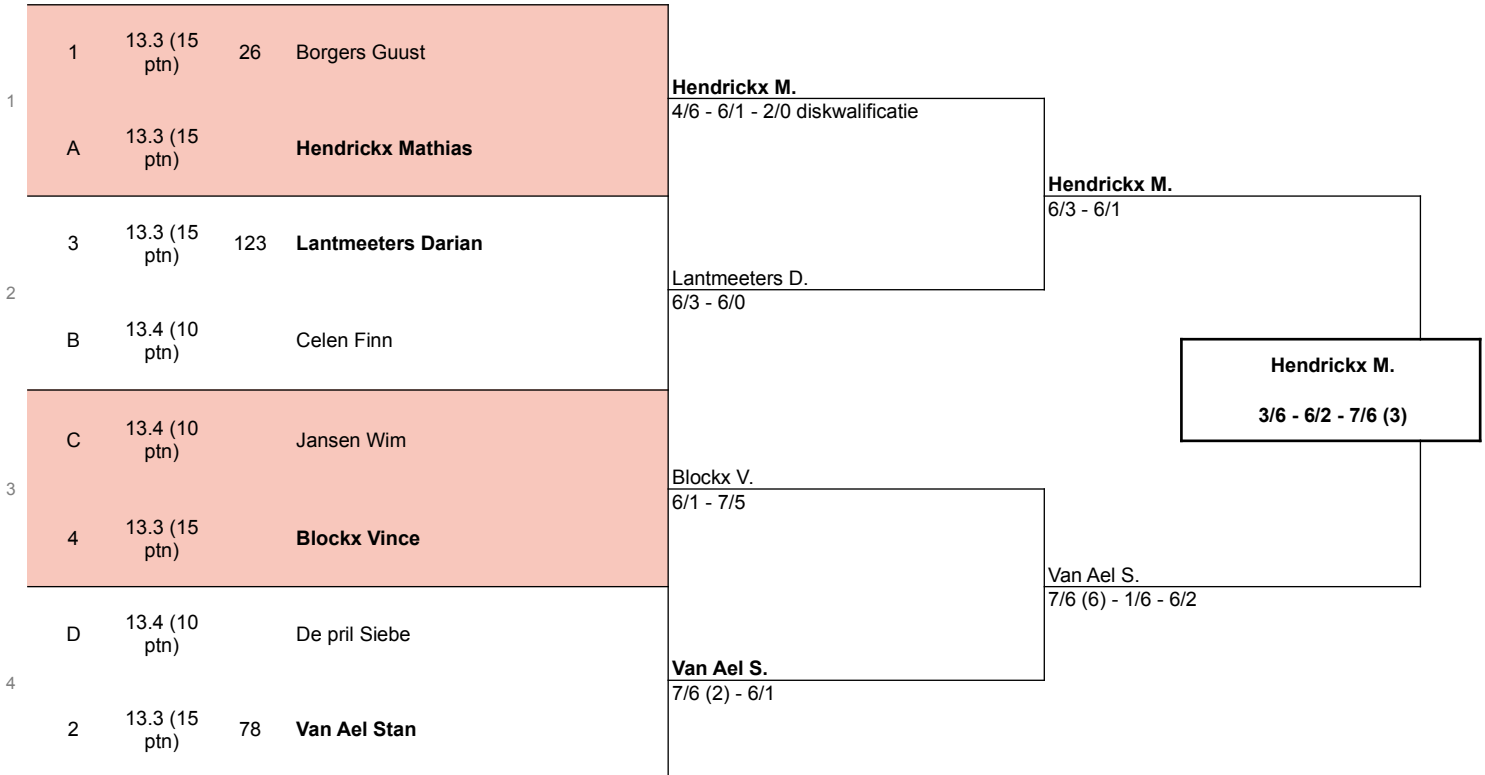 1 13.3 (15 ptn) 26 Borgers Guust
Hendrickx M.
1
4/6 - 6/1 - 2/0 diskwalificatie
A 13.3 (15 ptn) Hendrickx Mathias
Hendrickx M.
6/3 - 6/1
3 13.3 (15 ptn) 123 Lantmeeters Darian
Lantmeeters D.
2
6/3 - 6/0
B 13.4 (10 ptn) Celen Finn
Hendrickx M.
3/6 - 6/2 - 7/6 (3)
C 13.4 (10 ptn) Jansen Wim
Blockx V.
3
6/1 - 7/5
4 13.3 (15 ptn) Blockx Vince
Van Ael S.
7/6 (6) - 1/6 - 6/2
D 13.4 (10 ptn) De pril Siebe
Van Ael S.
4
7/6 (2) - 6/1
2 13.3 (15 ptn) 78 Van Ael Stan